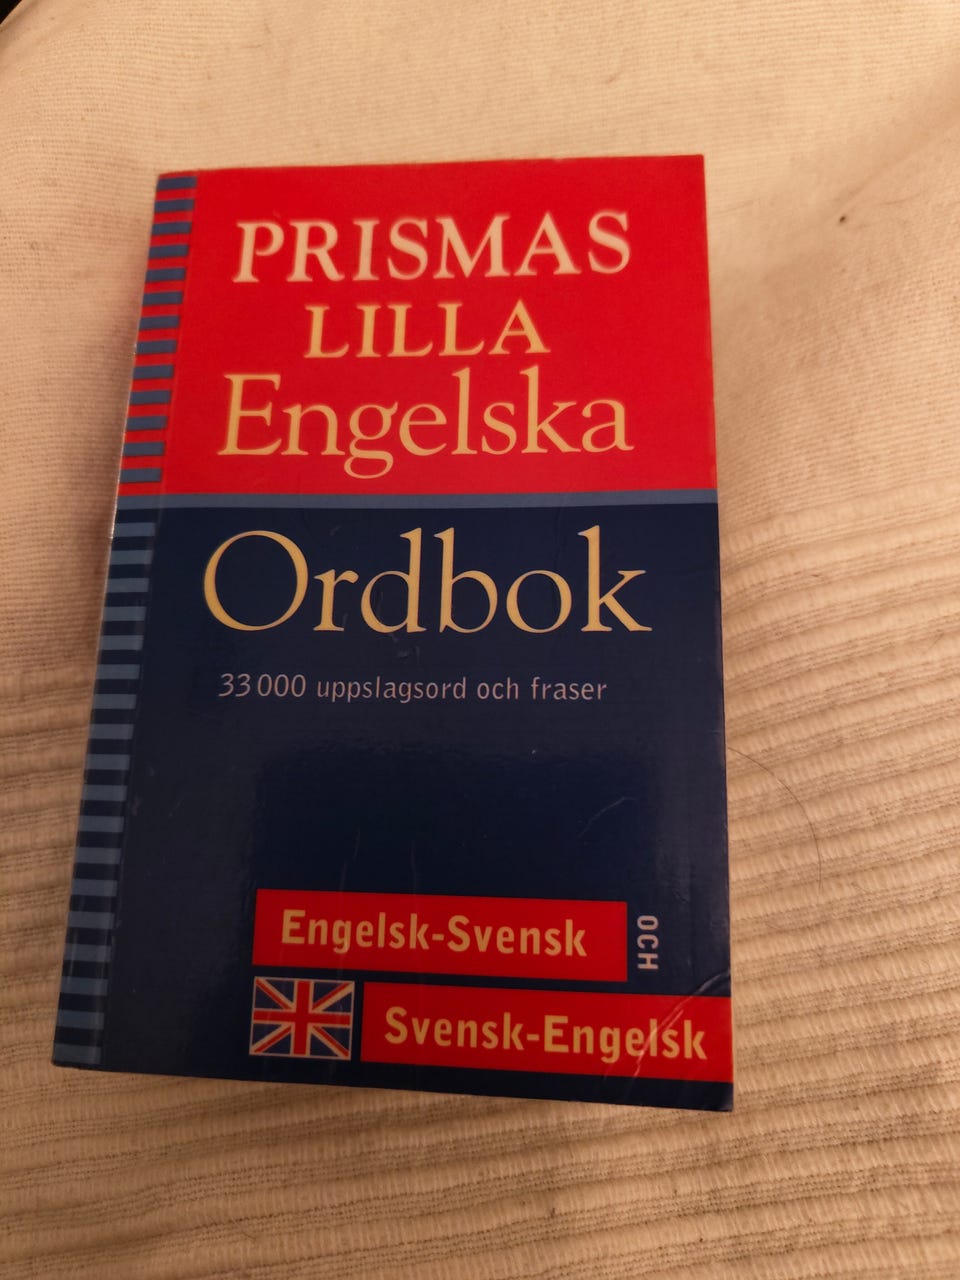 PRISMAS
LILLA
Engelska
Ordbok
33 000 uppslagsord och fraser
Engelsk-Svensk
OCH
Svensk-Engelsk